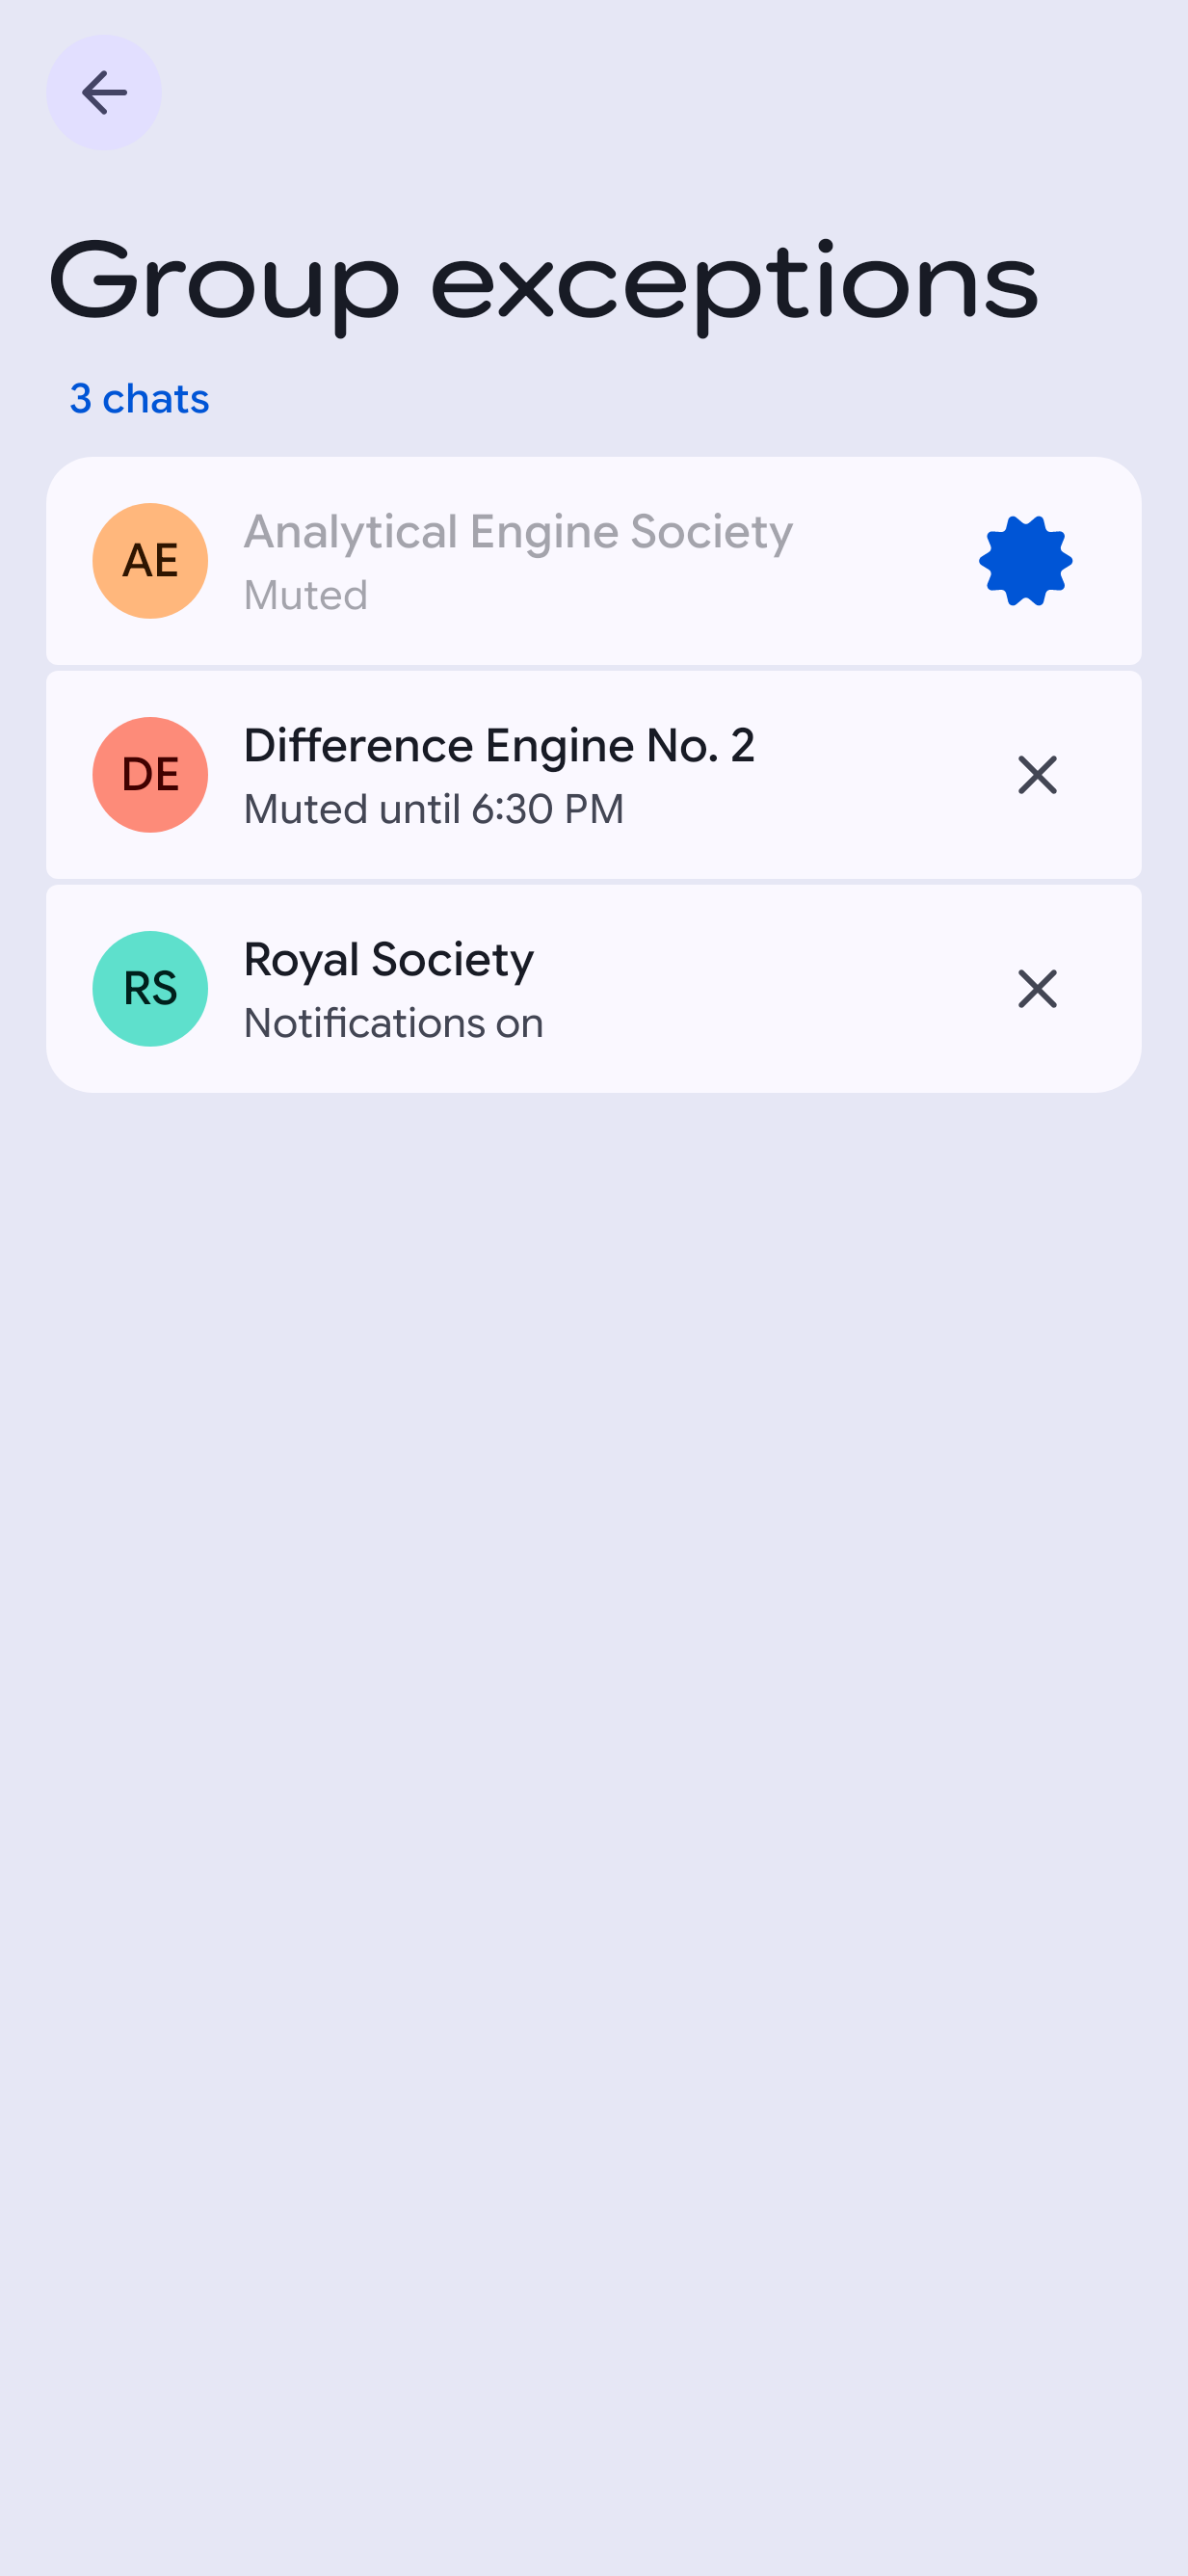 Group exceptions
3 chats
AE
Analytical Engine Society
Muted
DE
Difference Engine No. 2
Muted until 6:30 PM
RS
Royal Society
Notifications on